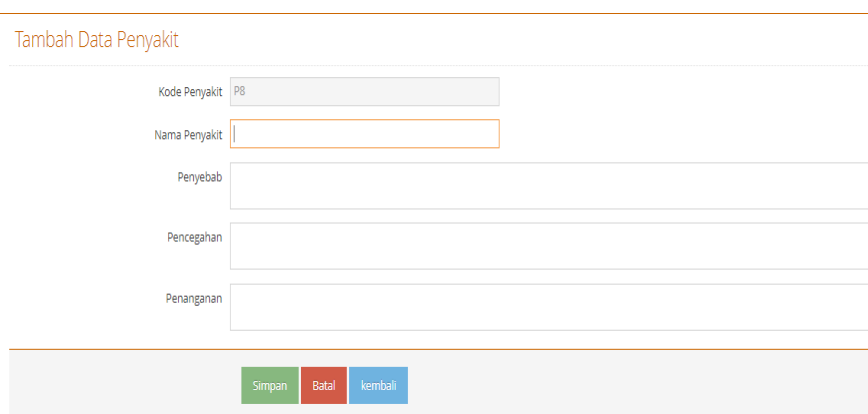 Tambah Data Penyakit
Kode Penyakit P8
Nama Penyakit
Penyebab
Pencegahan
Penanganan
Simpan Batal kembali